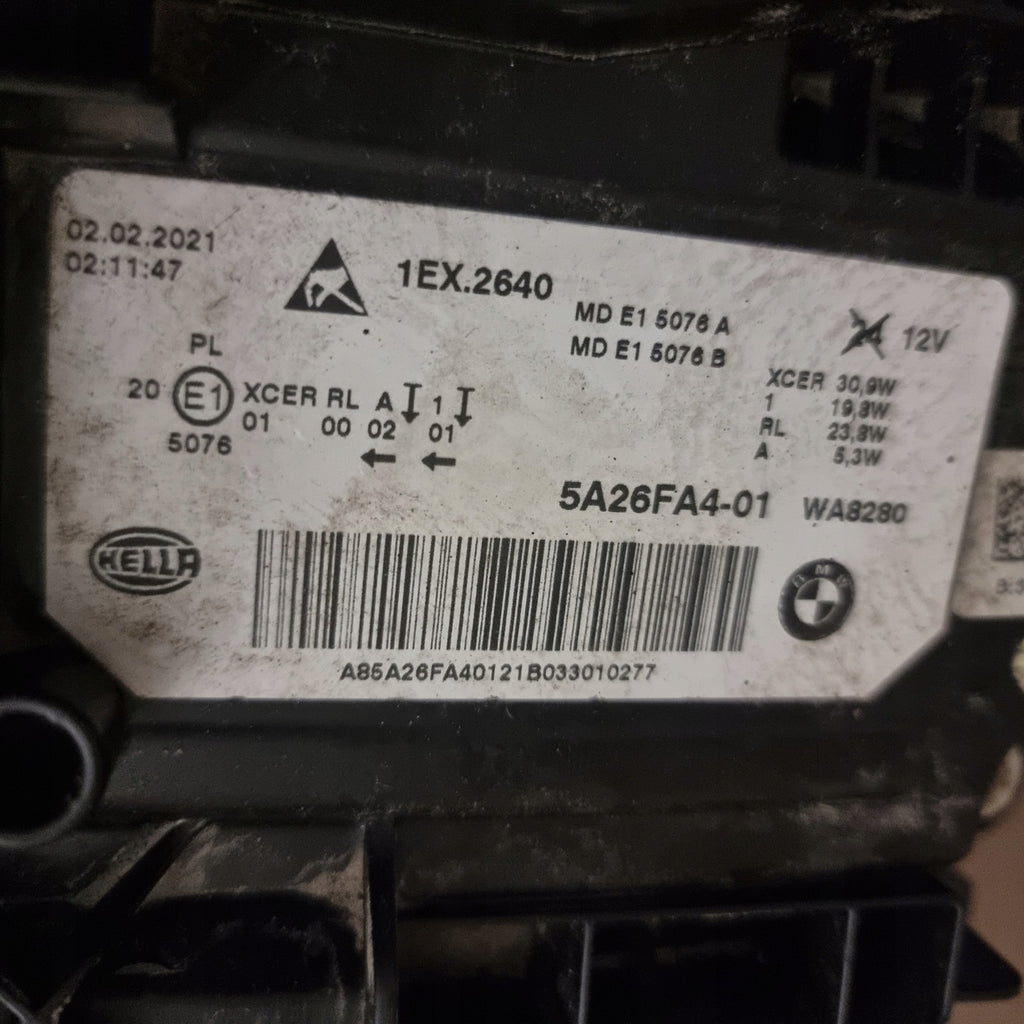 02.02.2021
02:11:47
1EX.2640
MD E1 5076 A
MD E1 5076 B
24 12V
PL
20 E1 XCER RL A 1
01 00 02 01
5076
XCER 30,9W
1 19,8W
RL 23,8W
A 5,3W
5A26FA4-01 WA8280
HELLA
BMW
A85A26FA40121B033010277